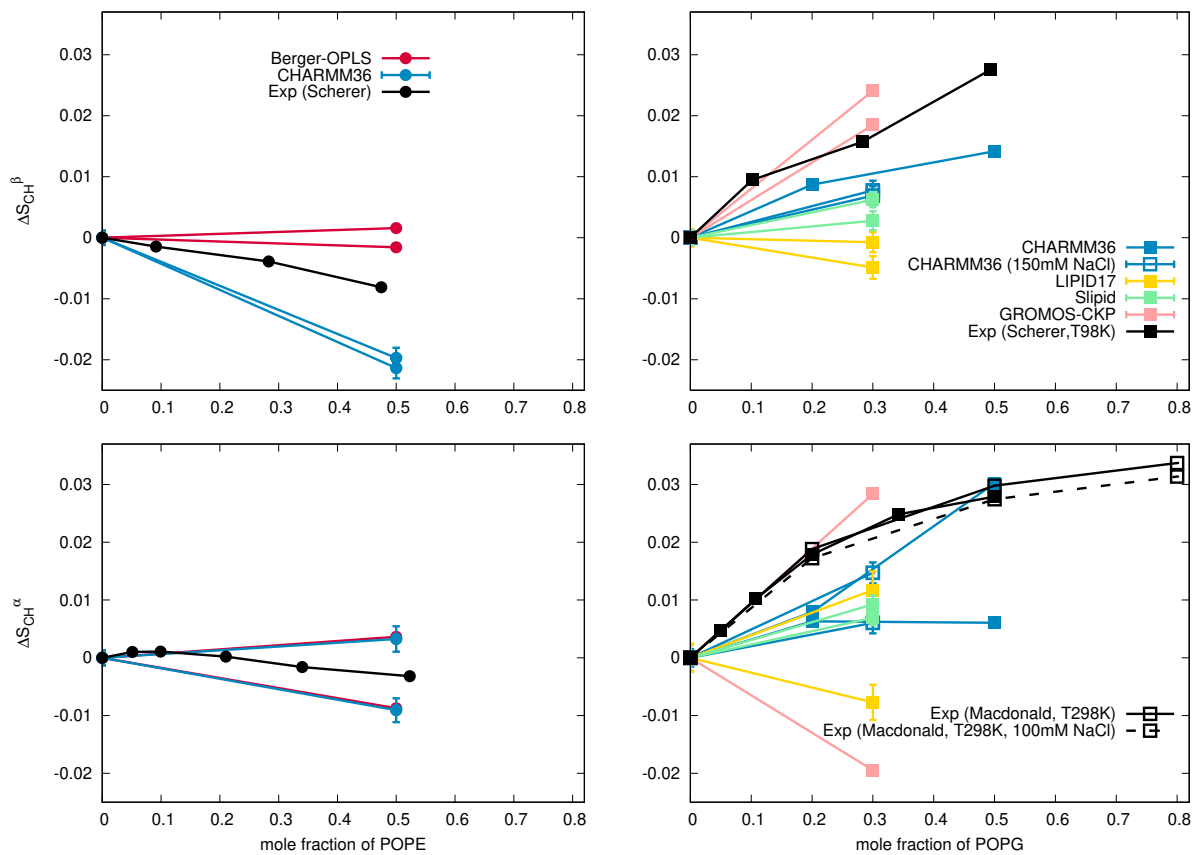 0.03
0.02
0.01
0
-0.01
-0.02
ΔSCHβ
Berger-OPLS
CHARMM36
Exp (Scherer)
0 0.1 0.2 0.3 0.4 0.5 0.6 0.7 0.8
0.03
0.02
0.01
0
-0.01
-0.02
CHARMM36
CHARMM36 (150mM NaCl)
LIPID17
Slipid
GROMOS-CKP
Exp (Scherer,T98K)
0 0.1 0.2 0.3 0.4 0.5 0.6 0.7 0.8
0.03
0.02
0.01
0
-0.01
-0.02
ΔSCHα
0 0.1 0.2 0.3 0.4 0.5 0.6 0.7 0.8
mole fraction of POPE
0.03
0.02
0.01
0
-0.01
-0.02
Exp (Macdonald, T298K)
Exp (Macdonald, T298K, 100mM NaCl)
0 0.1 0.2 0.3 0.4 0.5 0.6 0.7 0.8
mole fraction of POPG